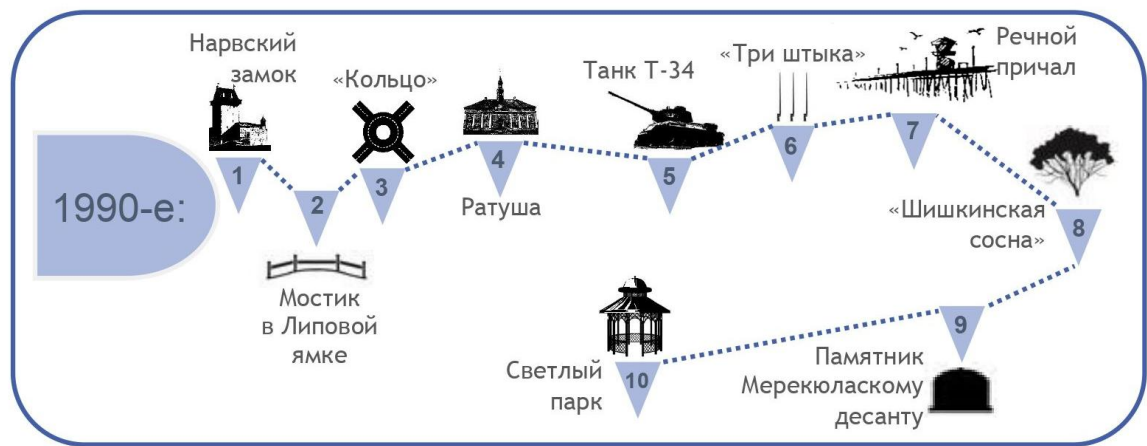 1990-е:
Нарвский
замок
1
2
Мостик
в Липовой
ямке
«Кольцо»
3
4
Ратуша
Танк Т-34
5
«Три штыка»
6
Речной
причал
7
«Шишкинская
сосна»
8
9
Памятник
Мерекюласкому
десанту
Светлый
парк
10